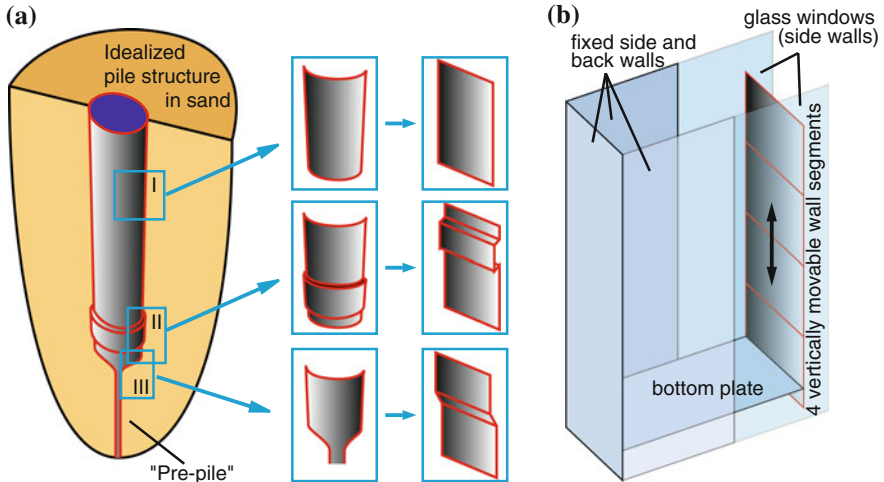 (a)
Idealized
pile structure
in sand
I
II
III
"Pre-pile"
(b)
fixed side and
back walls
glass windows
(side walls)
4 vertically movable wall segments
bottom plate